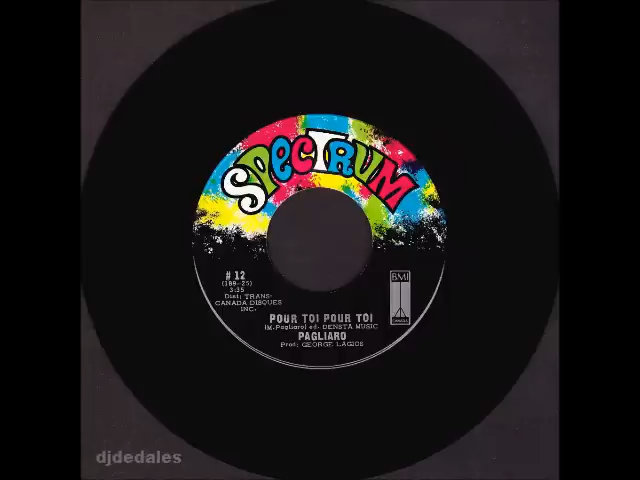 SPECTRUM
# 12
(189-25)
3:35
Dist: TRANS-
CANADA DISQUES
INC.
BMI
CANADA
POUR TOI POUR TOI
(M. Pagliaro) ed. DENSTA MUSIC
PAGLIARO
Prod: GEORGE LAGIOS
djdedales